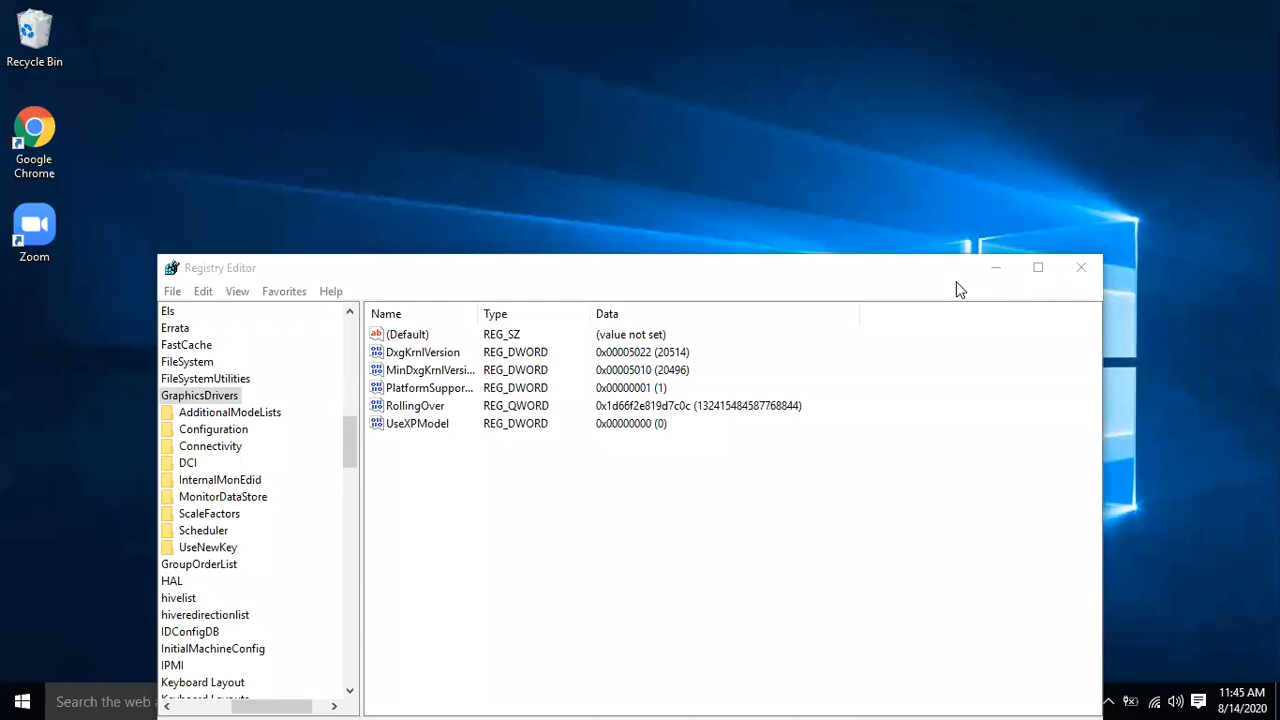 Recycle Bin
Google
Chrome
Zoom
Registry Editor
File Edit View Favorites Help
Els
Errata
FastCache
FileSystem
FileSystemUtilities
GraphicsDrivers
AdditionalModeLists
Configuration
Connectivity
DCI
InternalMonEdid
MonitorDataStore
ScaleFactors
Scheduler
UseNewKey
GroupOrderList
HAL
hivelist
hiveredirectionlist
IDConfigDB
InitialMachineConfig
IPMI
Keyboard Layout
Name Type Data
(Default) REG_SZ (value not set)
DxgKrnlVersion REG_DWORD 0x00005022 (20514)
MinDxgKrnlVersi... REG_DWORD 0x00005010 (20496)
PlatformSuppor... REG_DWORD 0x00000001 (1)
RollingOver REG_QWORD 0x1d66f2e819d7c0c (132415484587768844)
UseXPModel REG_DWORD 0x00000000 (0)
Search the web a
11:45 AM
8/14/2020